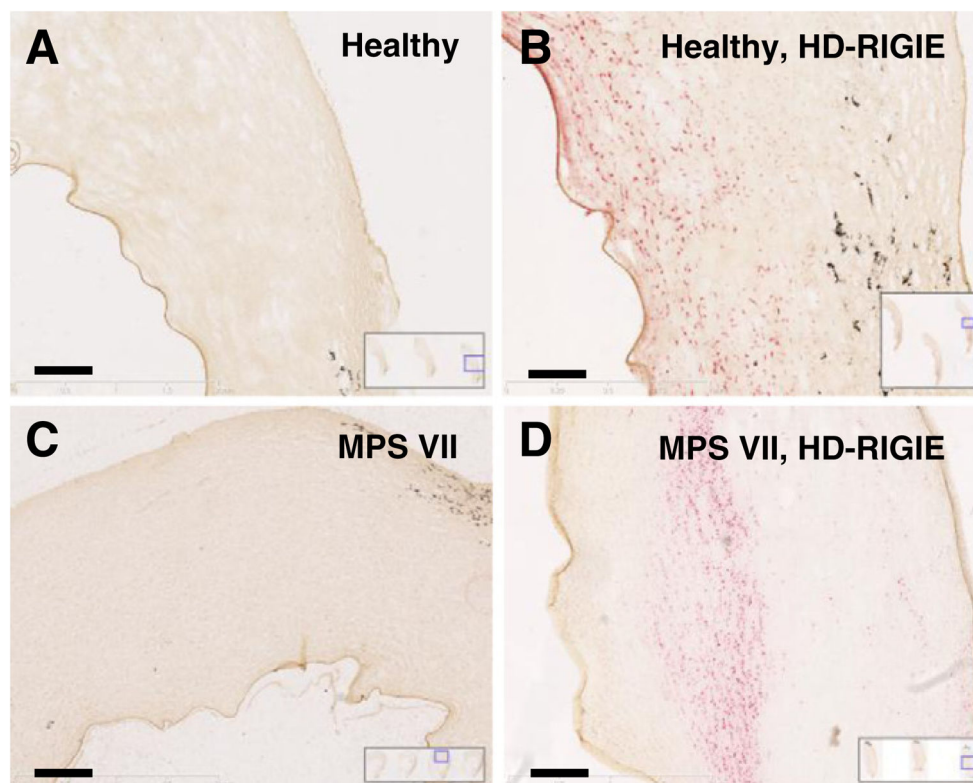 A
Healthy
B
Healthy, HD-RIGIE
C
MPS VII
D
MPS VII, HD-RIGIE